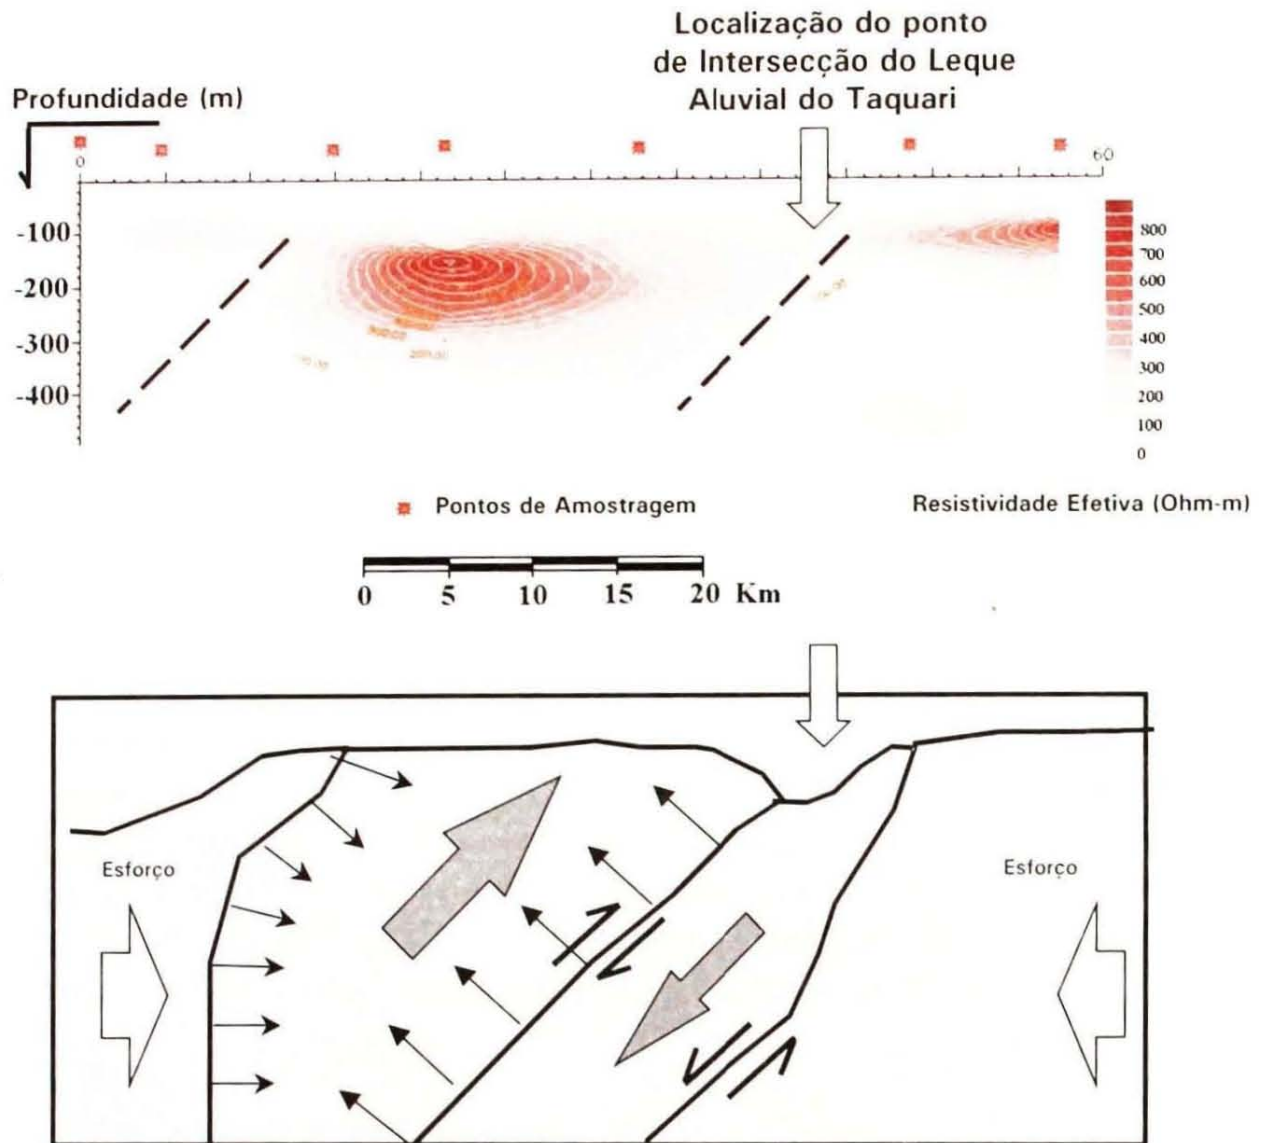 Localização do ponto
de Intersecção do Leque
Aluvial do Taquari
Profundidade (m)
0
60
-100
-200
-300
-400
800
700
600
500
400
300
200
100
0
Pontos de Amostragem
Resistividade Efetiva (Ohm-m)
0 5 10 15 20 Km
Esforço
Esforço